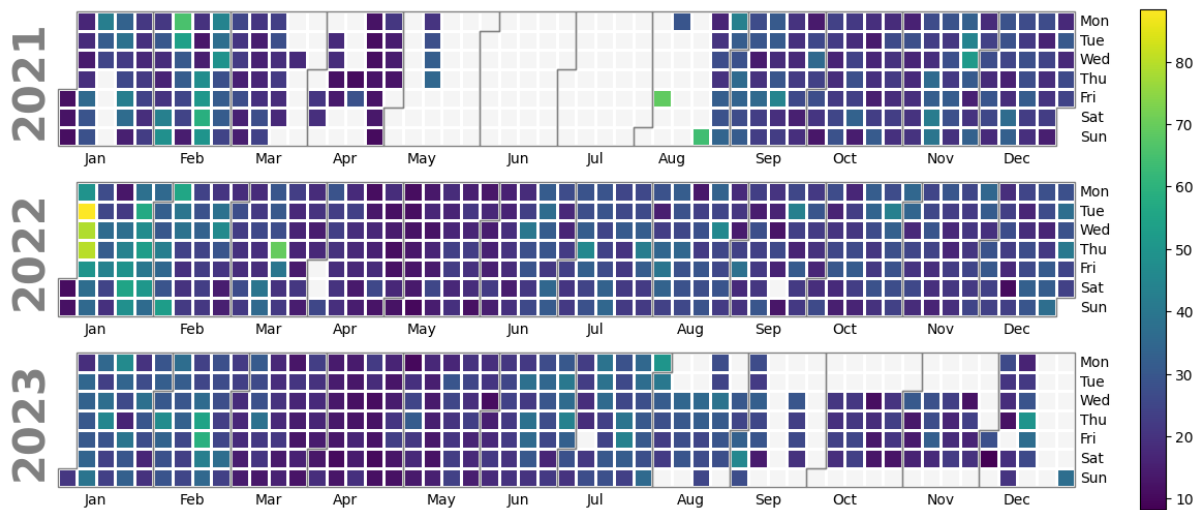 2021
Mon
Tue
Wed
Thu
Fri
Sat
Sun
Jan Feb Mar Apr May Jun Jul Aug Sep Oct Nov Dec
2022
Mon
Tue
Wed
Thu
Fri
Sat
Sun
Jan Feb Mar Apr May Jun Jul Aug Sep Oct Nov Dec
2023
Mon
Tue
Wed
Thu
Fri
Sat
Sun
Jan Feb Mar Apr May Jun Jul Aug Sep Oct Nov Dec
80
70
60
50
40
30
20
10